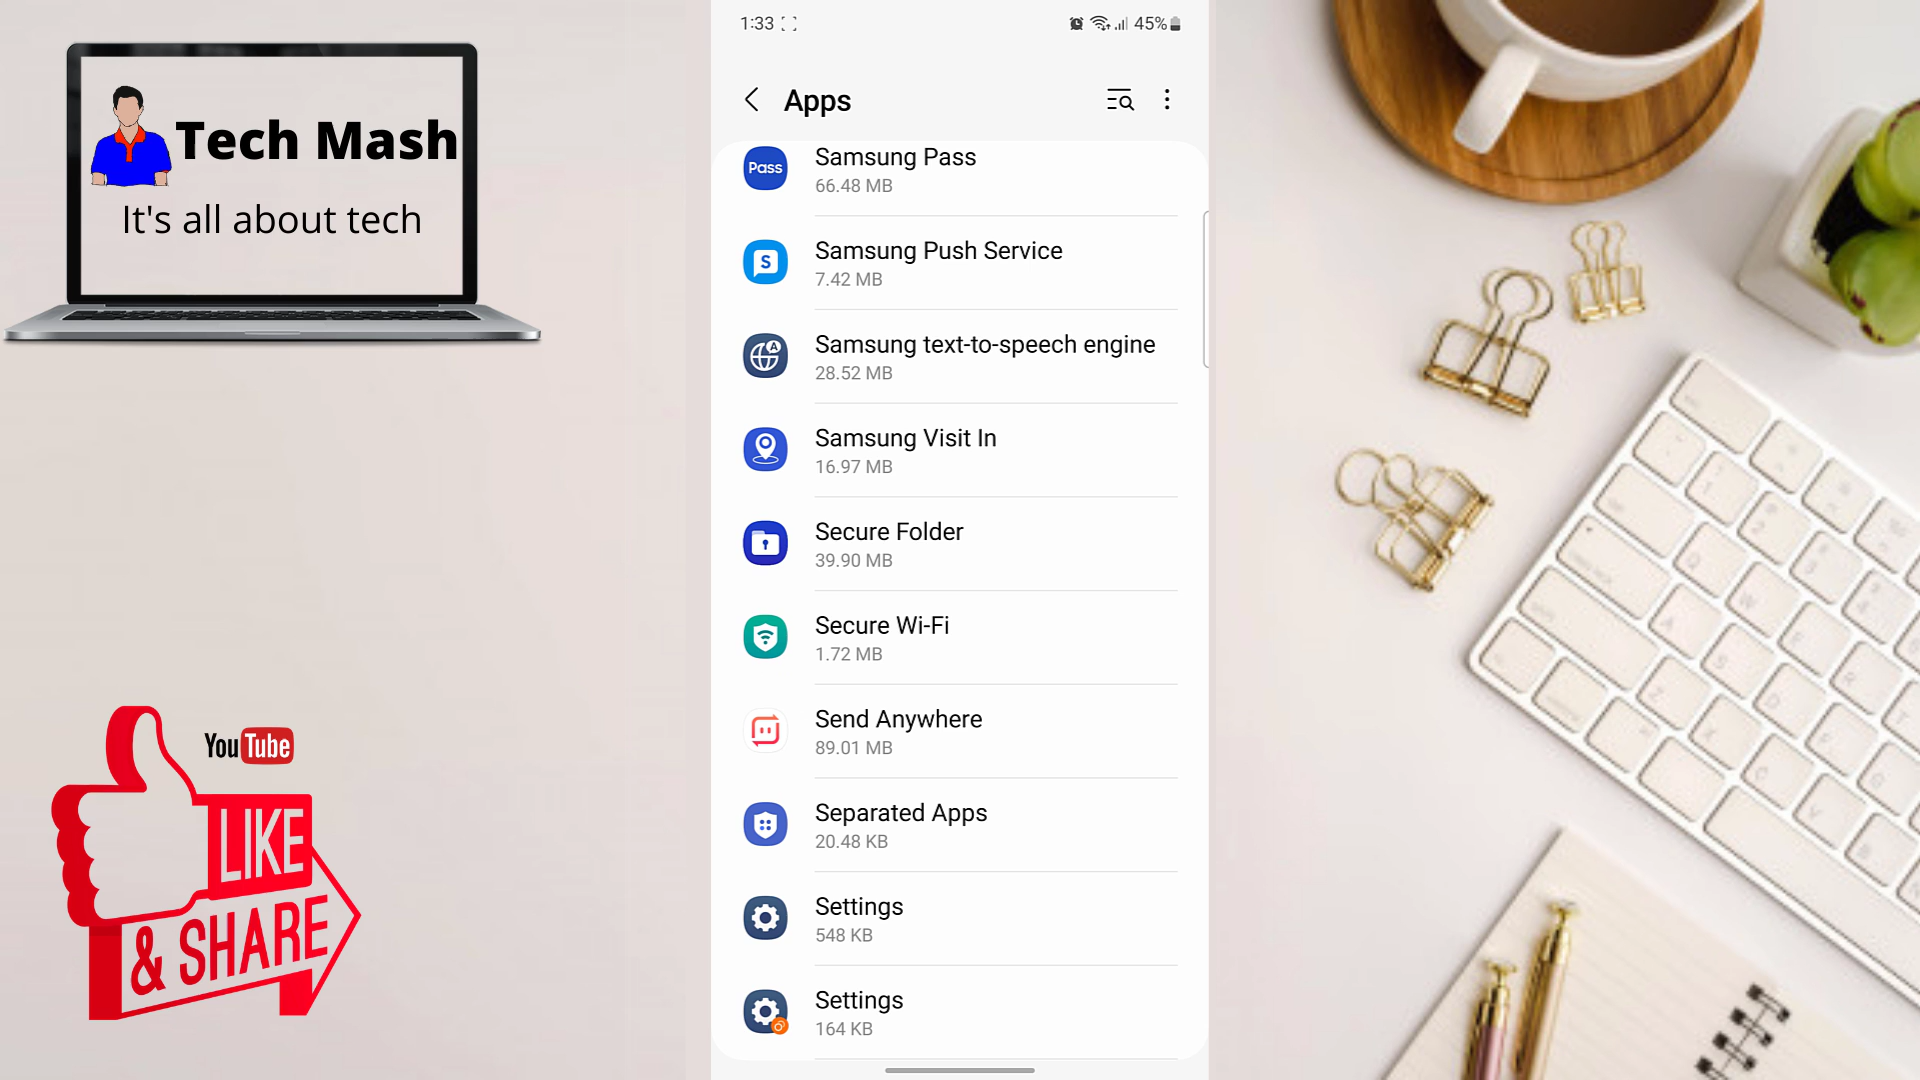 Tech Mash
It's all about tech
YouTube
LIKE
& SHARE
1:33
45%
Apps
Pass
Samsung Pass
66.48 MB
S
Samsung Push Service
7.42 MB
A
Samsung text-to-speech engine
28.52 MB
Samsung Visit In
16.97 MB
Secure Folder
39.90 MB
Secure Wi-Fi
1.72 MB
Send Anywhere
89.01 MB
Separated Apps
20.48 KB
Settings
548 KB
Settings
164 KB